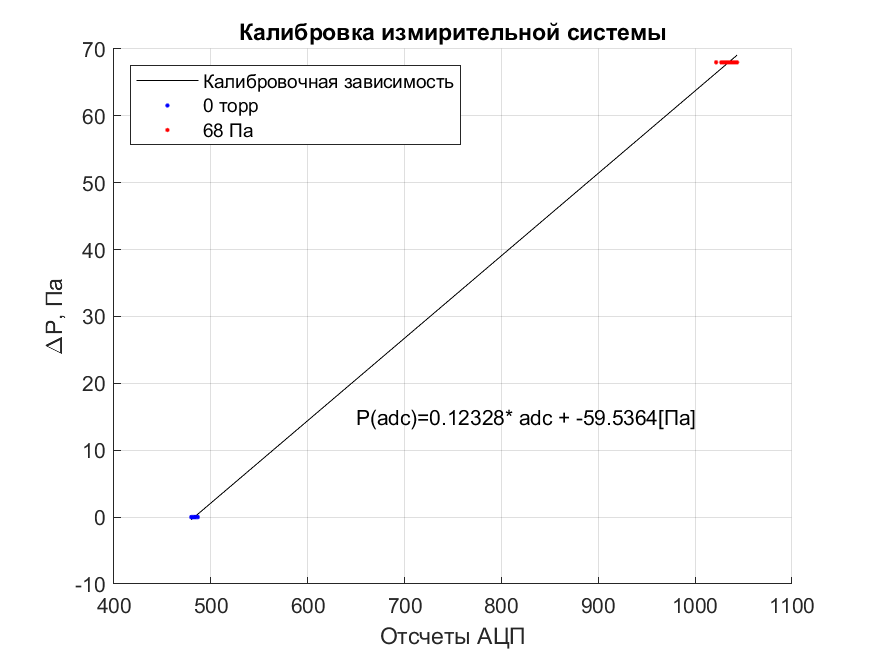 Калибровка измирительной системы
Калибровочная зависимость
0 торр
68 Па
P(adc)=0.12328* adc + -59.5364[Па]
ΔP, Па
70
60
50
40
30
20
10
0
-10
400 500 600 700 800 900 1000 1100
Отсчеты АЦП